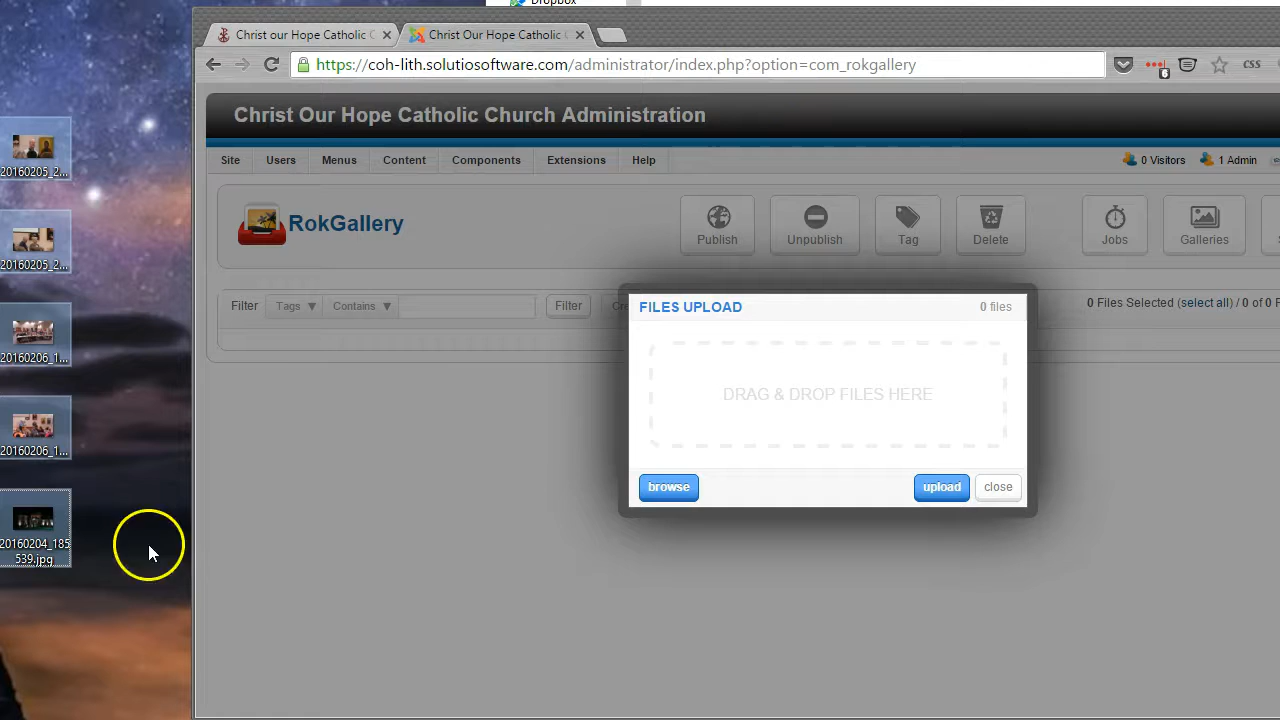 Dropbox
Christ our Hope Catholic C
Christ Our Hope Catholic
https://coh-lith.solutiosoftware.com/administrator/index.php?option=com_rokgallery
6
CSS
Christ Our Hope Catholic Church Administration
Site Users Menus Content Components Extensions Help 0 Visitors 1 Admin
RokGallery
Publish Unpublish Tag Delete Jobs Galleries
Filter Tags Contains Filter
0 Files Selected (select all) / 0 of 0 F
FILES UPLOAD 0 files
DRAG & DROP FILES HERE
browse upload close
20160205_2...
20160205_2...
20160206_1...
20160206_1...
20160204_185
539.jpg